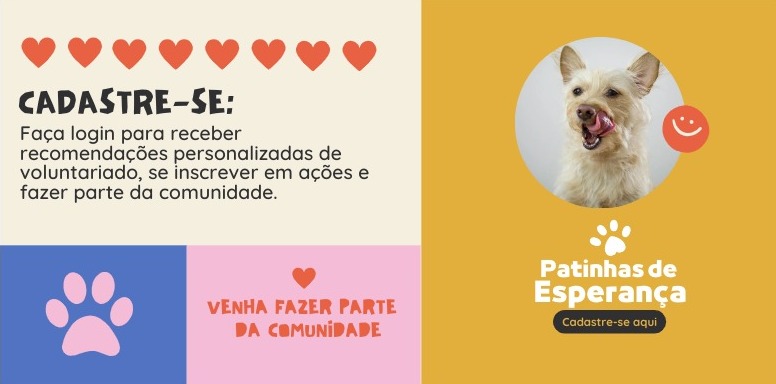 CADASTRE-SE:
Faça login para receber
recomendações personalizadas de
voluntariado, se inscrever em ações e
fazer parte da comunidade.
VENHA FAZER PARTE
DA COMUNIDADE
Patinhas de
Esperança
Cadastre-se aqui